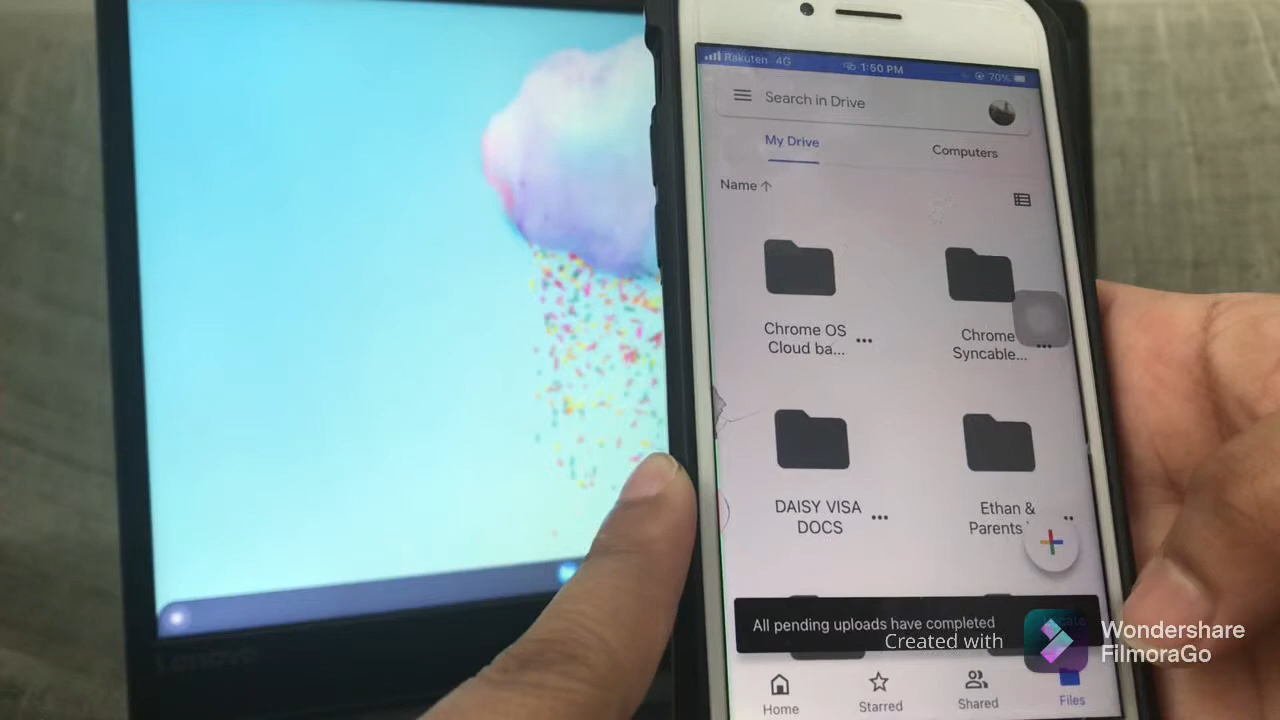 Rakuten 4G 1:50 PM 70%
Search in Drive
My Drive Computers
Name ↑
Chrome OS
Cloud ba...
Chrome
Syncable...
DAISY VISA
DOCS
Ethan &
Parents
All pending uploads have completed
Created with
Wondershare
FilmoraGo
Home Starred Shared Files
Lenovo